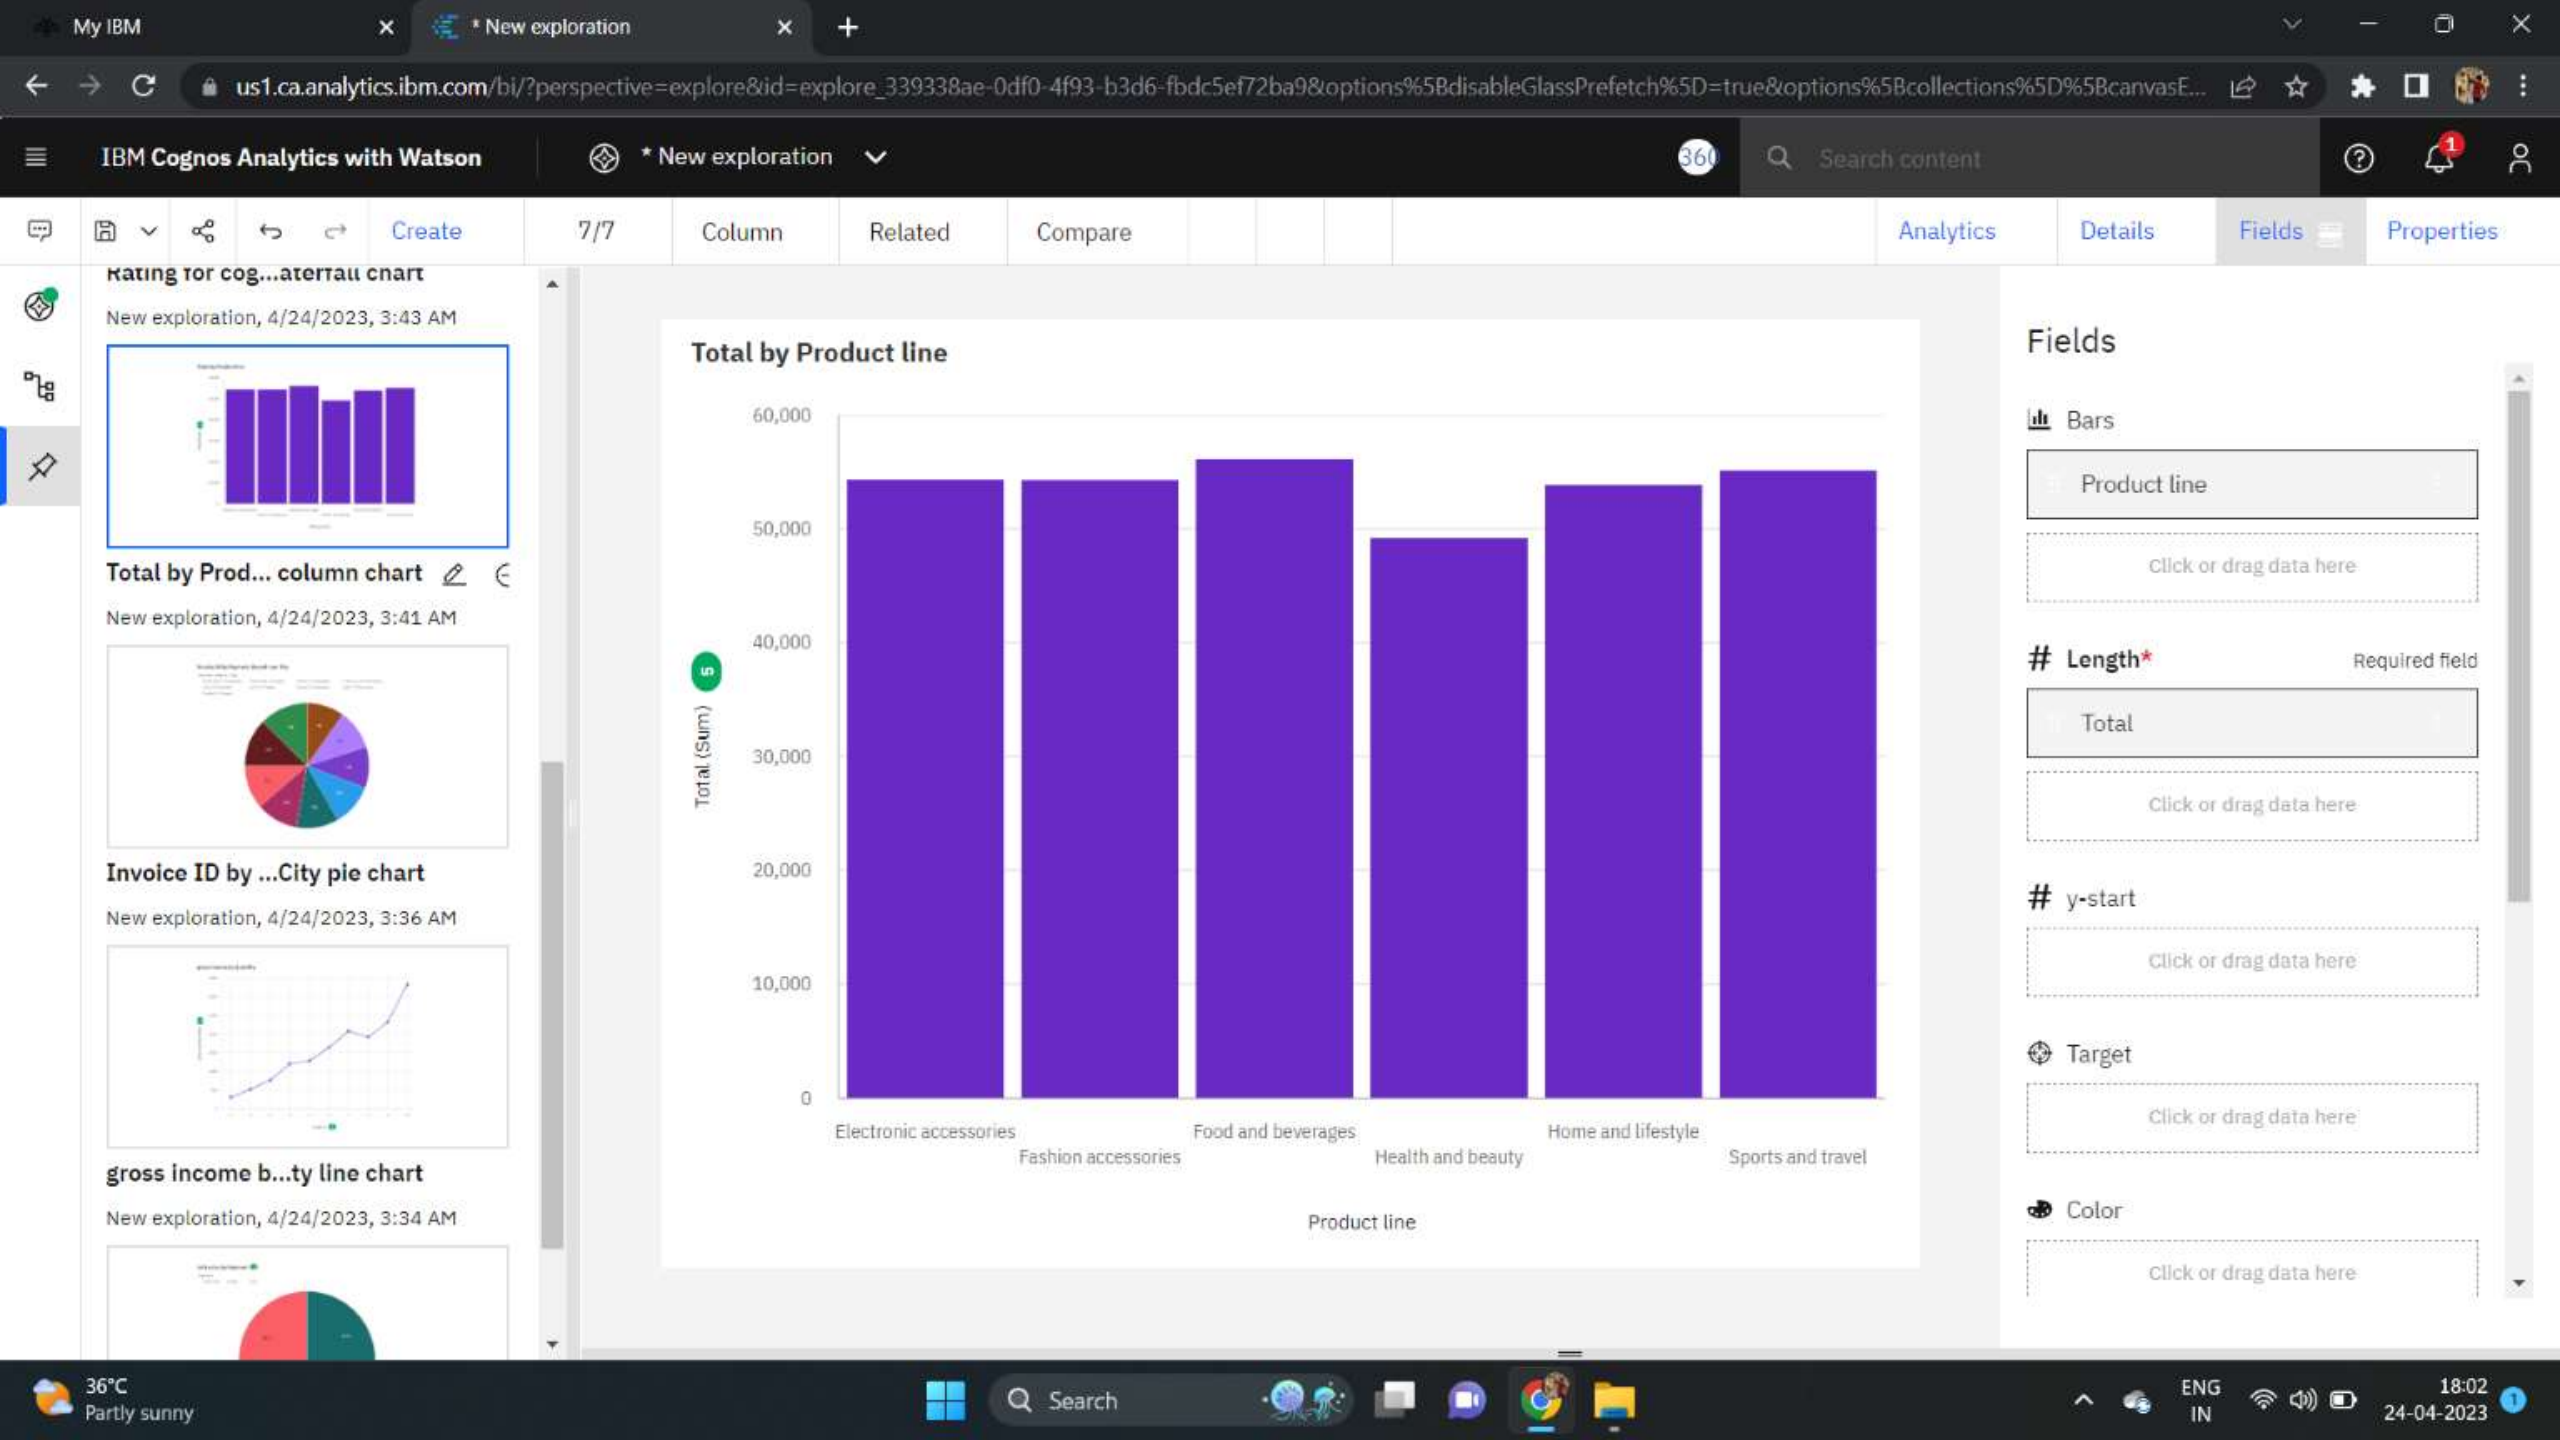 My IBM
* New exploration
us1.ca.analytics.ibm.com/bi/?perspective=explore&id=explore_339338ae-0df0-4f93-b3d6-fbdc5ef72ba9&options%5BdisableGlassPrefetch%5D=true&options%5Bcollections%5D%5BcanvasE...
IBM Cognos Analytics with Watson
* New exploration
360
Search content
1
Create
7/7
Column
Related
Compare
Analytics
Details
Fields
Properties
Rating for cog...aterfall chart
New exploration, 4/24/2023, 3:43 AM
Total by Prod... column chart
New exploration, 4/24/2023, 3:41 AM
Invoice ID by ...City pie chart
New exploration, 4/24/2023, 3:36 AM
gross income b...ty line chart
New exploration, 4/24/2023, 3:34 AM
Total by Product line
60,000
50,000
40,000
30,000
20,000
10,000
0
Total (Sum)
5
Electronic accessories
Fashion accessories
Food and beverages
Health and beauty
Home and lifestyle
Sports and travel
Product line
Fields
Bars
Product line
Click or drag data here
# Length*
Required field
Total
Click or drag data here
# y-start
Click or drag data here
Target
Click or drag data here
Color
Click or drag data here
36°C
Partly sunny
Search
ENG
IN
18:02
24-04-2023
1